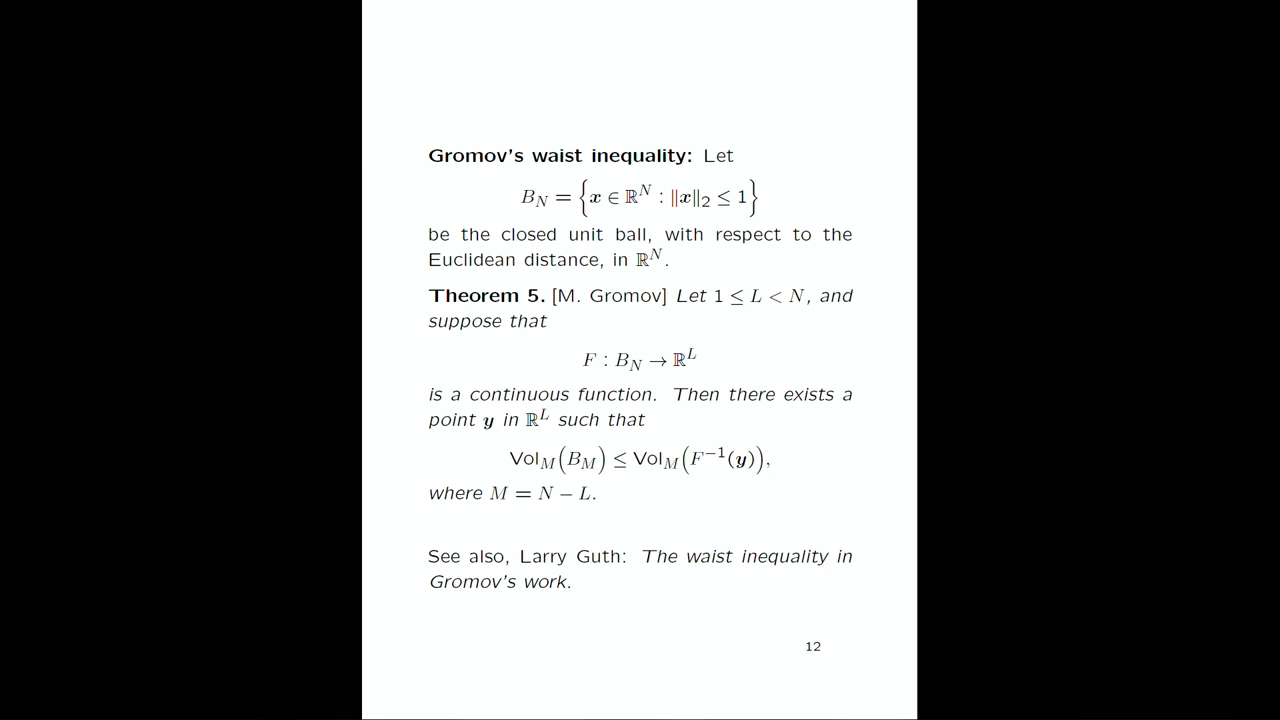 Gromov's waist inequality: Let
B_N = { x ∈ ℝ^N : ‖x‖_2 ≤ 1 }
be the closed unit ball, with respect to the
Euclidean distance, in ℝ^N.
Theorem 5. [M. Gromov] Let 1 ≤ L < N, and
suppose that
F : B_N → ℝ^L
is a continuous function. Then there exists a
point y in ℝ^L such that
Vol_M(B_M) ≤ Vol_M(F^{-1}(y)),
where M = N − L.
See also, Larry Guth: The waist inequality in
Gromov's work.
12